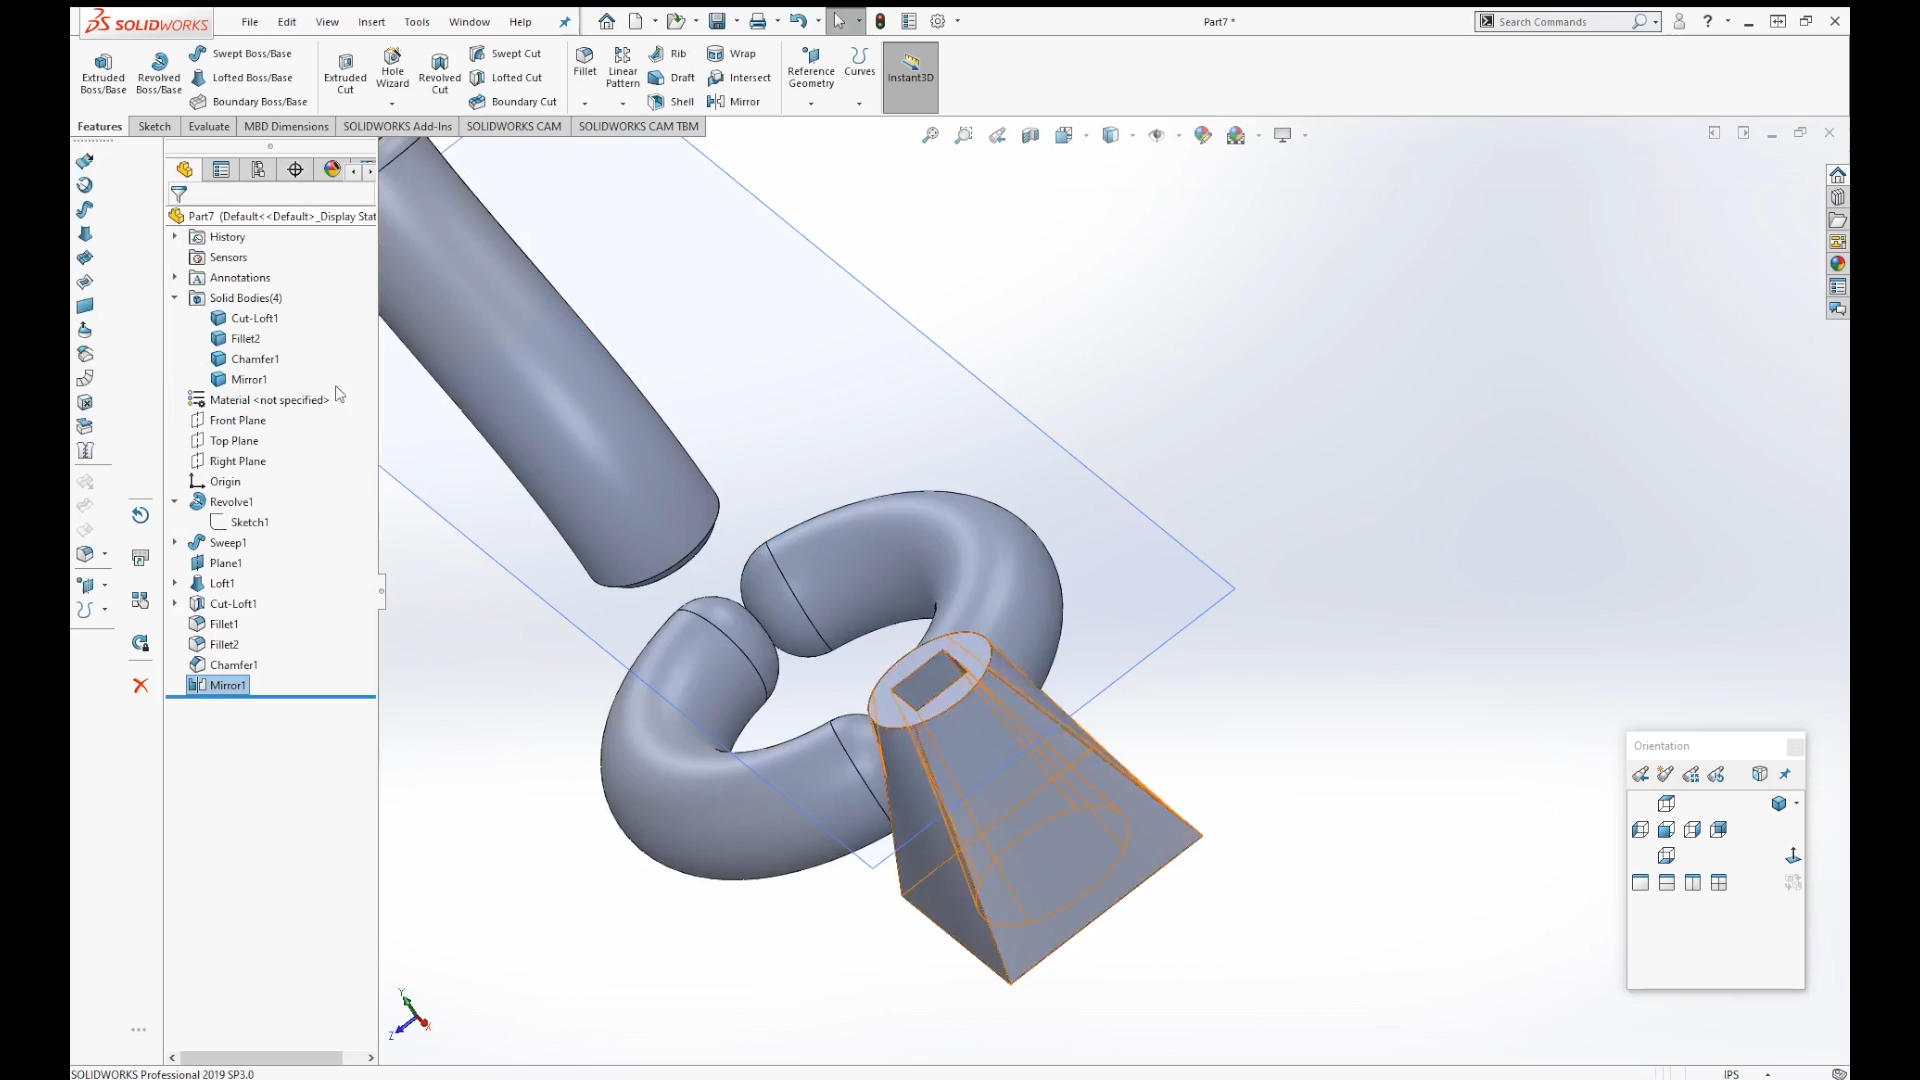 SOLIDWORKS File Edit View Insert Tools Window Help Part7 * Search Commands ?
Extruded Boss/Base
Revolved Boss/Base
Swept Boss/Base
Lofted Boss/Base
Boundary Boss/Base
Extruded Cut
Hole Wizard
Revolved Cut
Swept Cut
Lofted Cut
Boundary Cut
Fillet
Linear Pattern
Rib
Draft
Shell
Wrap
Intersect
Mirror
Reference Geometry
Curves
Instant3D
Features Sketch Evaluate MBD Dimensions SOLIDWORKS Add-Ins SOLIDWORKS CAM SOLIDWORKS CAM TBM
Part7 (Default<<Default>_Display Stat
History
Sensors
Annotations
Solid Bodies(4)
Cut-Loft1
Fillet2
Chamfer1
Mirror1
Material <not specified>
Front Plane
Top Plane
Right Plane
Origin
Revolve1
Sketch1
Sweep1
Plane1
Loft1
Cut-Loft1
Fillet1
Fillet2
Chamfer1
Mirror1
Orientation
Y
Z
X
SOLIDWORKS Professional 2019 SP3.0
IPS